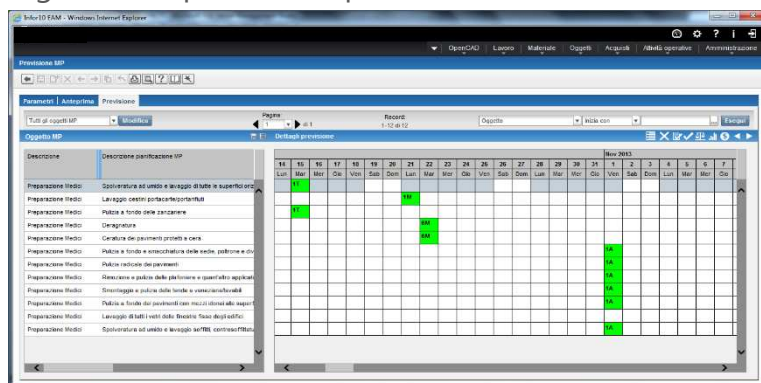 Infor10 EAM - Windows Internet Explorer
OpenCAD Lavoro Materiale Oggetti Acquisti Attività operative Amministrazione
Previsione MP
Parametri Anteprima Previsione
Tutti gli oggetti MP Modifica Pagina: 1 di 1 Record: 1-12 di 12 Oggetto Inizia con Esegui
Oggetto MP Dettagli previsione
Descrizione Descrizione pianificazione MP
Nov 2013
14 15 16 17 18 19 20 21 22 23 24 25 26 27 28 29 30 31 1 2 3 4 5 6 7
Lun Mar Mer Gio Ven Sab Dom Lun Mar Mer Gio Ven Sab Dom Lun Mar Mer Gio Ven Sab Dom Lun Mar Mer Gio
Preparazione Medici Spolveratura ad umido e lavaggio di tutte le superfici oriz 1T
Preparazione Medici Lavaggio cestini portacarte/portarifiuti 1M
Preparazione Medici Pulizia a fondo delle zanzariere 1T
Preparazione Medici Deragnatura 6M
Preparazione Medici Ceratura dei pavimenti protetti a cera 6M
Preparazione Medici Pulizia a fondo e smacchiatura delle sedie, poltrone e div 1A
Preparazione Medici Pulizia radicale dei pavimenti 1A
Preparazione Medici Rimozione e pulizia delle plafoniere e quant'altro applicat 1A
Preparazione Medici Smontaggio e pulizia delle tende e veneziane/lavabili 1A
Preparazione Medici Pulizia a fondo dei pavimenti con mezzi idonei alle superf 1A
Preparazione Medici Lavaggio di tutti i vetri delle finestre fisse degli edifici
Preparazione Medici Spolveratura ad umido e lavaggio soffitti, controsoffittatu 1A